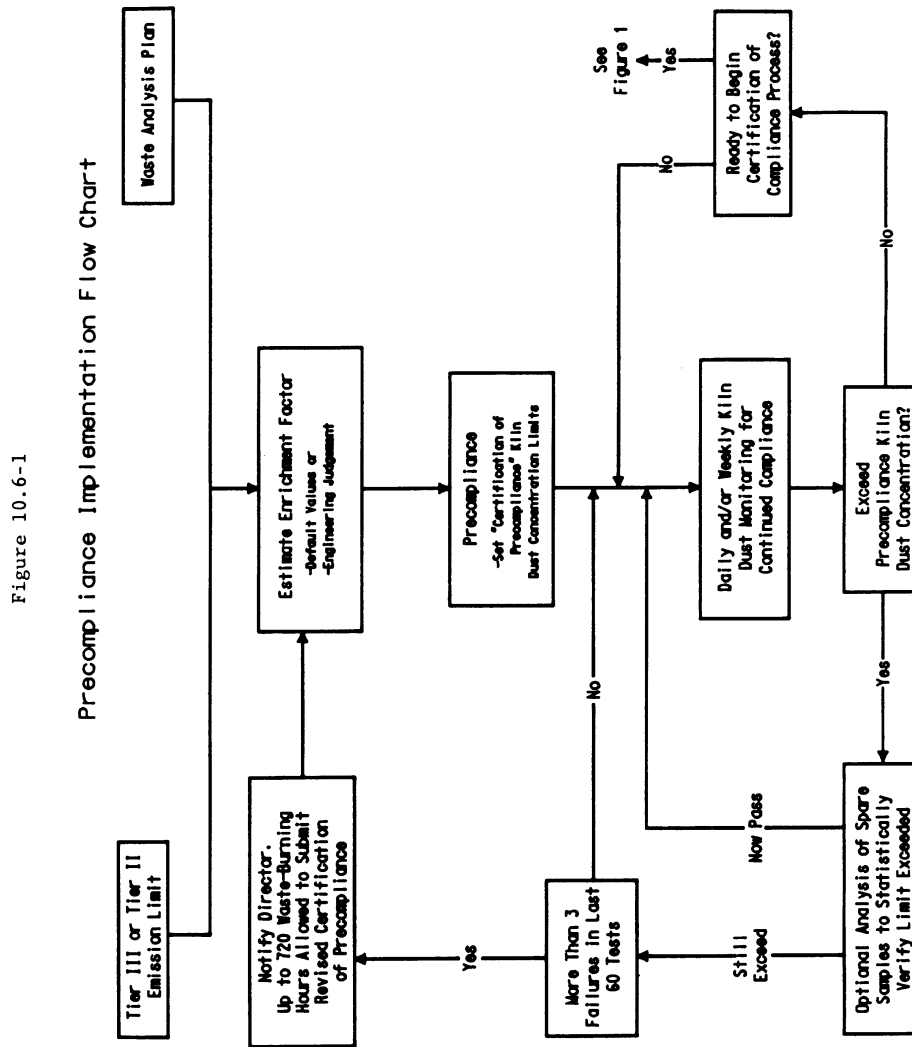 Figure 10.6-1
Precompliance Implementation Flow Chart
Tier III or Tier II
Emission Limit
Waste Analysis Plan
Notify Director.
Up to 720 Waste-Burning
Hours Allowed to Submit
Revised Certification
of Precompliance
Estimate Enrichment Factor
-Default Values or
-Engineering Judgement
Precompliance
-Set "Certification of
Precompliance" Kiln
Dust Concentration Limits
See
Figure 1
Yes
Ready to Begin
Certification of
Compliance Process?
No
Yes
More Than 3
Failures in Last
60 Tests
No
Daily and/or Weekly Kiln
Dust Monitoring for
Continued Compliance
Still
Exceed
Now Pass
Optional Analysis of Spare
Samples to Statistically
Verify Limit Exceeded
Yes
Exceed
Precompliance Kiln
Dust Concentration?
No